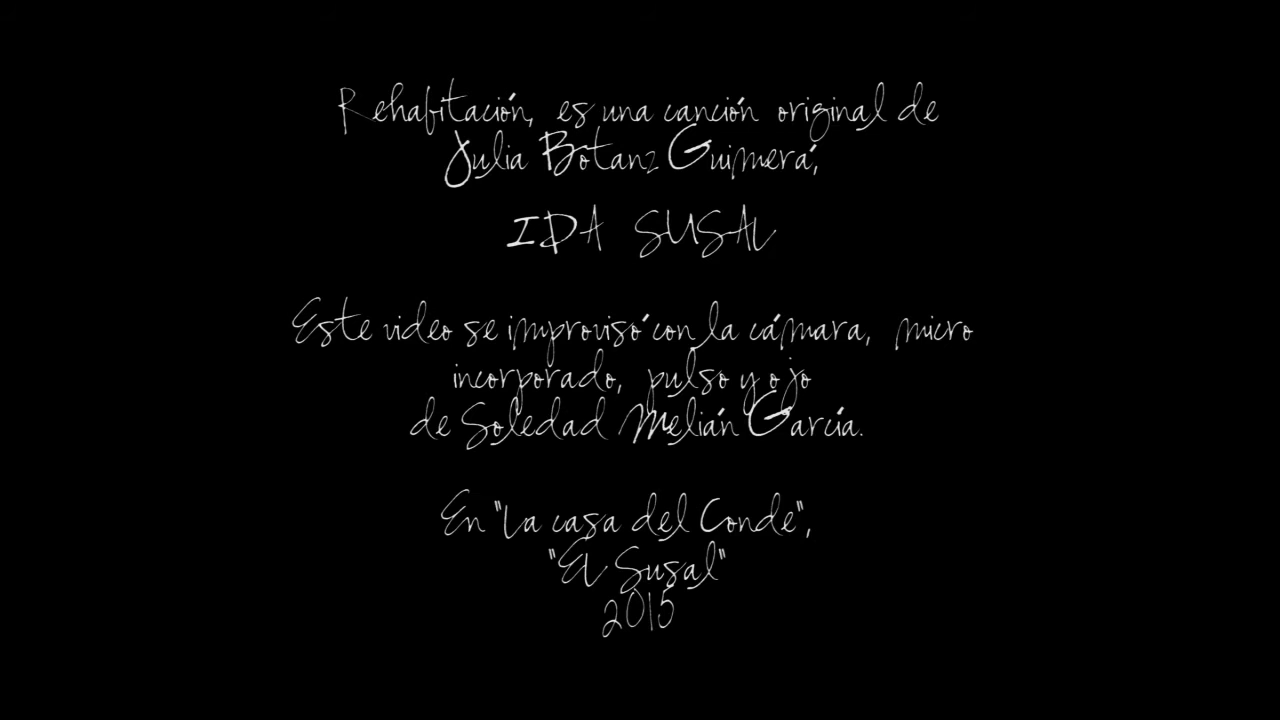 Rehabitación, es una canción original de
Julia Botanz Guimerá,
IDA SUSAL
Este video se improvisó con la cámara, micro
incorporado, pulso y ojo
de Soledad Melián García.
En "La casa del Conde",
"El Susal"
2015